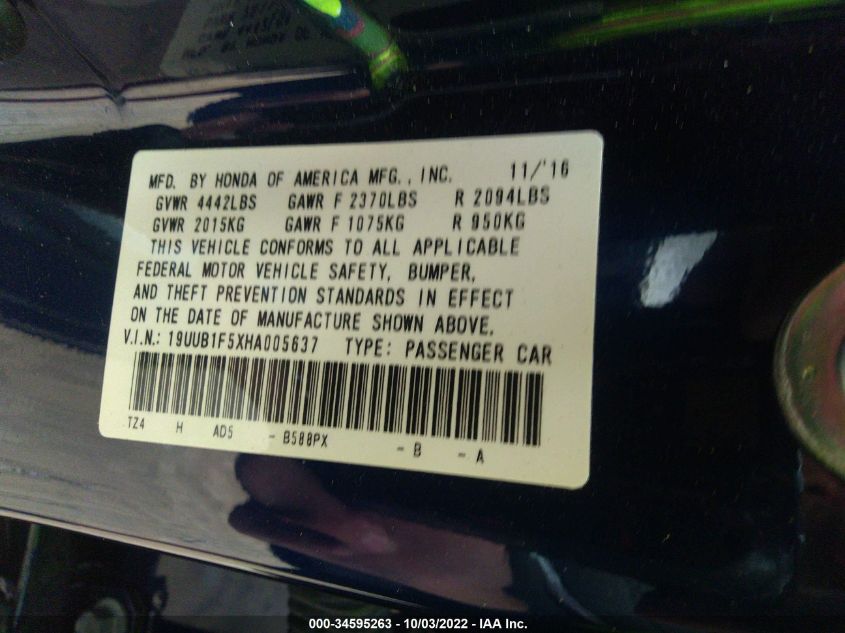 MFD. BY HONDA OF AMERICA MFG., INC. 11/'16
GVWR 4442LBS GAWR F 2370LBS R 2094LBS
GVWR 2015KG GAWR F 1075KG R 950KG
THIS VEHICLE CONFORMS TO ALL APPLICABLE
FEDERAL MOTOR VEHICLE SAFETY, BUMPER,
AND THEFT PREVENTION STANDARDS IN EFFECT
ON THE DATE OF MANUFACTURE SHOWN ABOVE.
V.I.N.: 19UUB1F5XHA005637 TYPE: PASSENGER CAR
TZ4 H AD5 - B588PX - B - A
000-34595263 - 10/03/2022 - IAA Inc.